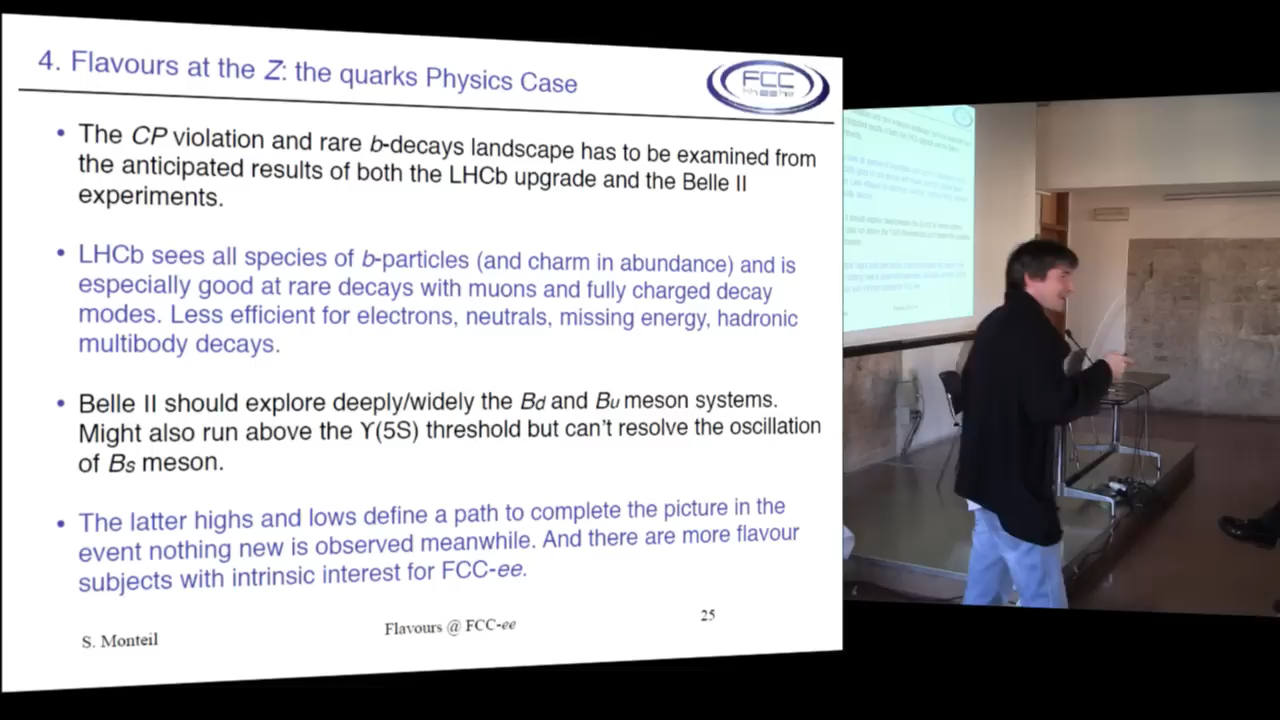 4. Flavours at the Z: the quarks Physics Case
FCC
• The CP violation and rare b-decays landscape has to be examined from
the anticipated results of both the LHCb upgrade and the Belle II
experiments.
• LHCb sees all species of b-particles (and charm in abundance) and is
especially good at rare decays with muons and fully charged decay
modes. Less efficient for electrons, neutrals, missing energy, hadronic
multibody decays.
• Belle II should explore deeply/widely the Bd and Bu meson systems.
Might also run above the ϒ(5S) threshold but can't resolve the oscillation
of Bs meson.
• The latter highs and lows define a path to complete the picture in the
event nothing new is observed meanwhile. And there are more flavour
subjects with intrinsic interest for FCC-ee.
S. Monteil
Flavours @ FCC-ee
25